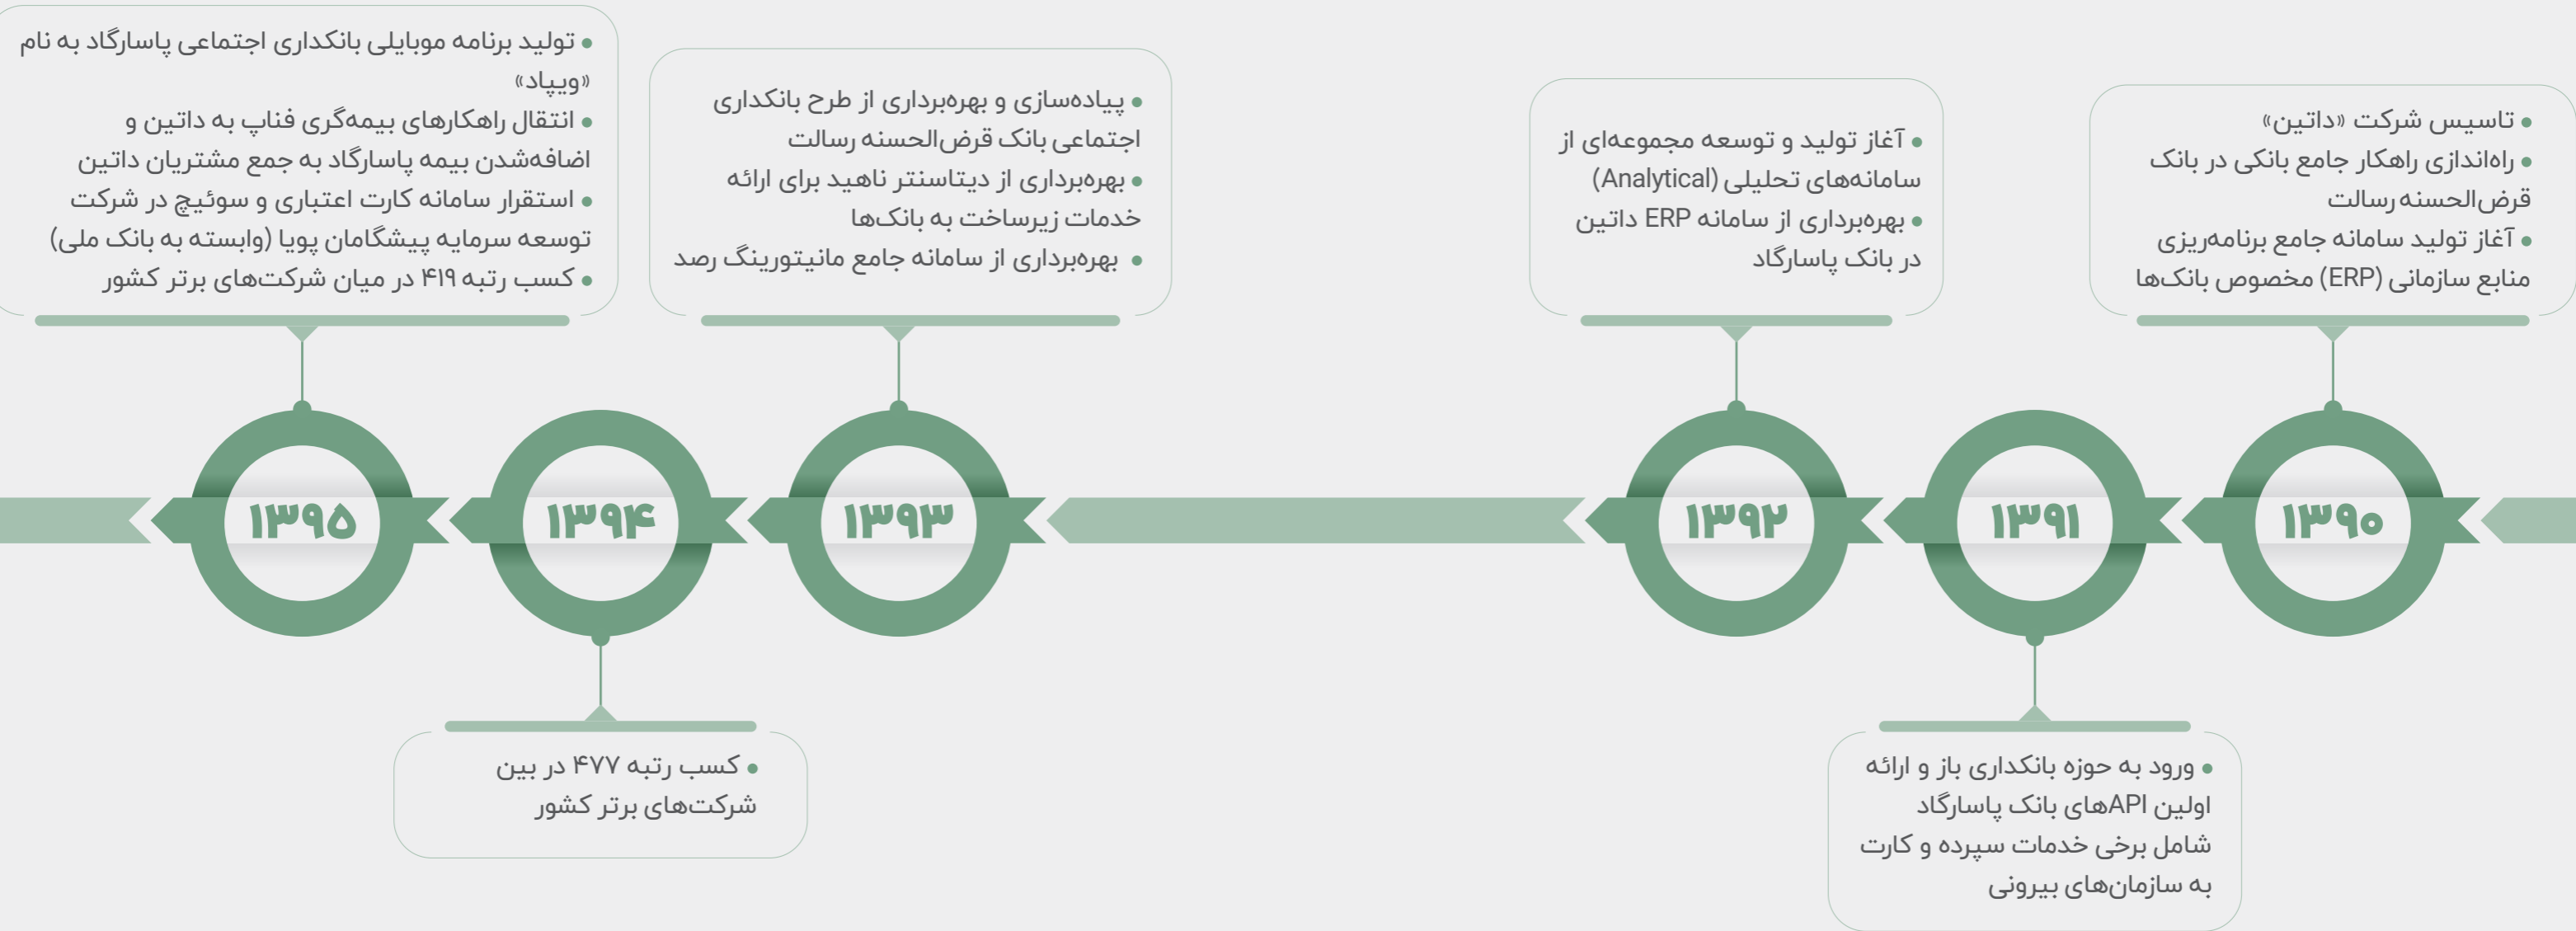 • تاسیس شرکت «داتین»
• راه‌اندازی راهکار جامع بانکی در بانک
قرض‌الحسنه رسالت
• آغاز تولید سامانه جامع برنامه‌ریزی
منابع سازمانی (ERP) مخصوص بانک‌ها
۱۳۹۰
۱۳۹۱
• ورود به حوزه بانکداری باز و ارائه
اولین APIهای بانک پاسارگاد
شامل برخی خدمات سپرده و کارت
به سازمان‌های بیرونی
• آغاز تولید و توسعه مجموعه‌ای از
سامانه‌های تحلیلی (Analytical)
• بهره‌برداری از سامانه ERP داتین
در بانک پاسارگاد
۱۳۹۲
• پیاده‌سازی و بهره‌برداری از طرح بانکداری
اجتماعی بانک قرض‌الحسنه رسالت
• بهره‌برداری از دیتاسنتر ناهید برای ارائه
خدمات زیرساخت به بانک‌ها
• بهره‌برداری از سامانه جامع مانیتورینگ رصد
۱۳۹۳
۱۳۹۴
• کسب رتبه ۴۷۷ در بین
شرکت‌های برتر کشور
• تولید برنامه موبایلی بانکداری اجتماعی پاسارگاد به نام
«ویپاد»
• انتقال راهکارهای بیمه‌گری فناپ به داتین و
اضافه‌شدن بیمه پاسارگاد به جمع مشتریان داتین
• استقرار سامانه کارت اعتباری و سوئیچ در شرکت
توسعه سرمایه پیشگامان پویا (وابسته به بانک ملی)
• کسب رتبه ۴۱۹ در میان شرکت‌های برتر کشور
۱۳۹۵